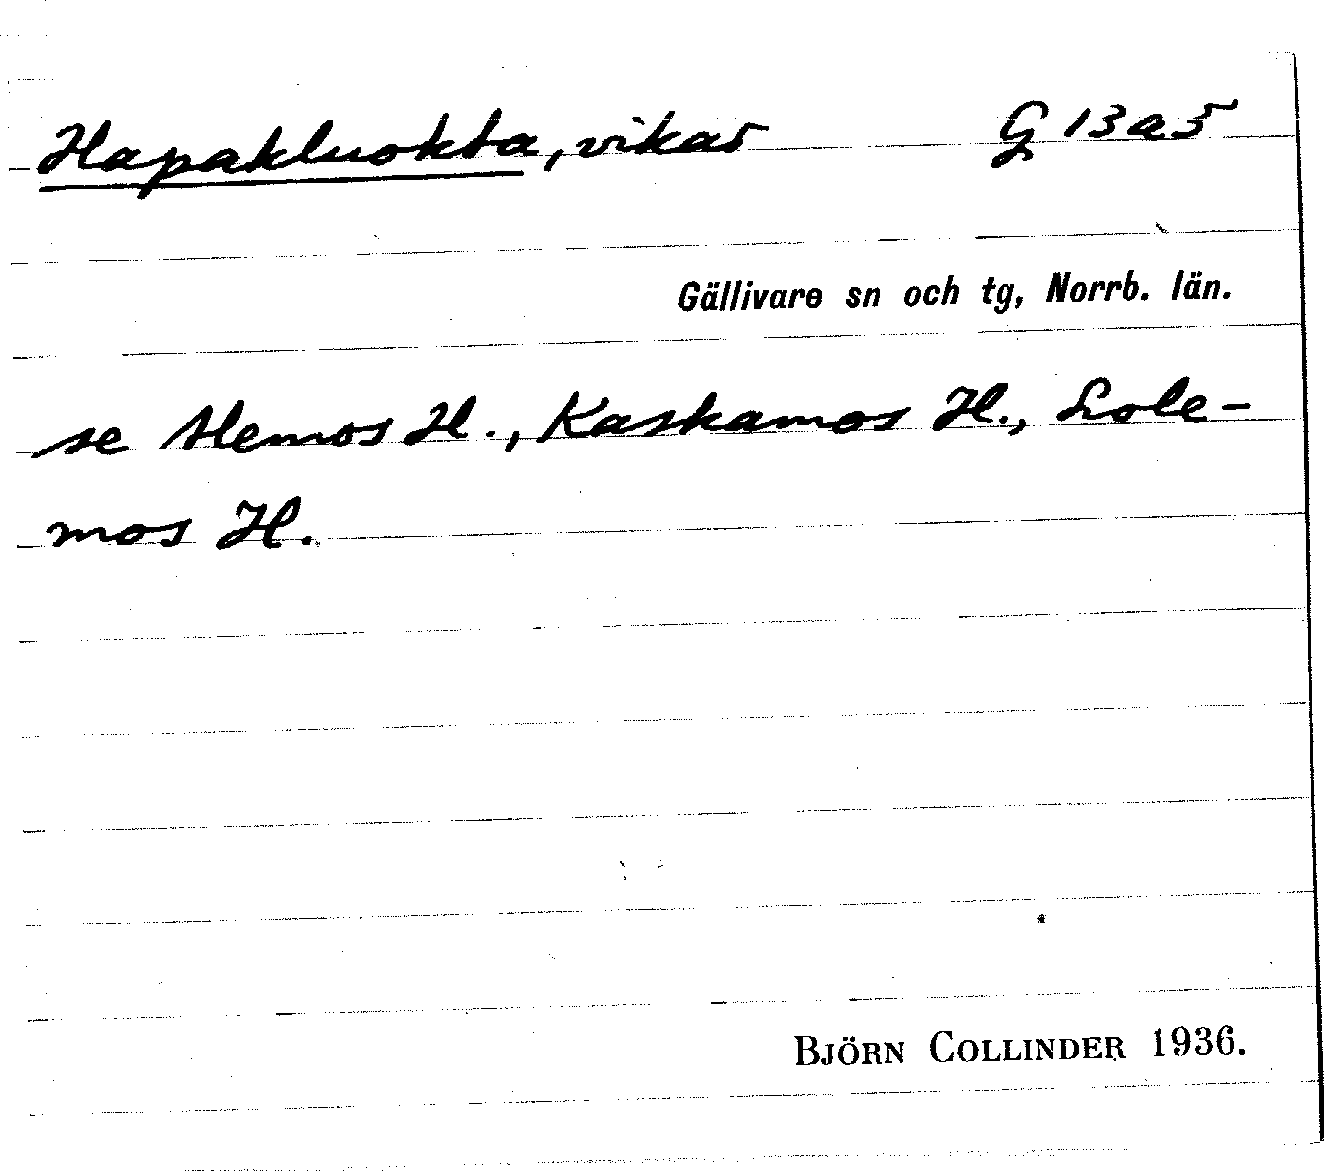 Hapakluokta, vikar G 13 a 5
Gällivare sn och tg, Norrb. län.
se Alemos H., Kaskamos H., Lole-
mos H.
BJÖRN COLLINDER 1936.